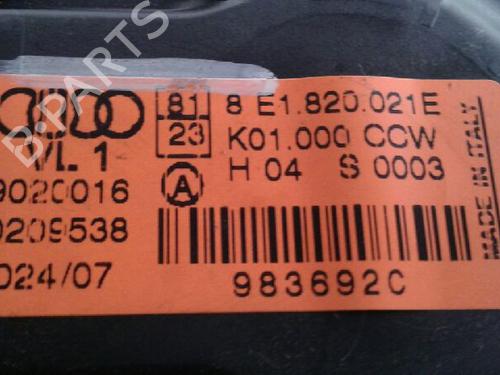 B-PARTS
81 8 E1.820.021E
23 K01.000 CCW
VL. 1
H 04 S 0003
9020016
A
0209538
024/07
983692C
MADE IN ITALY